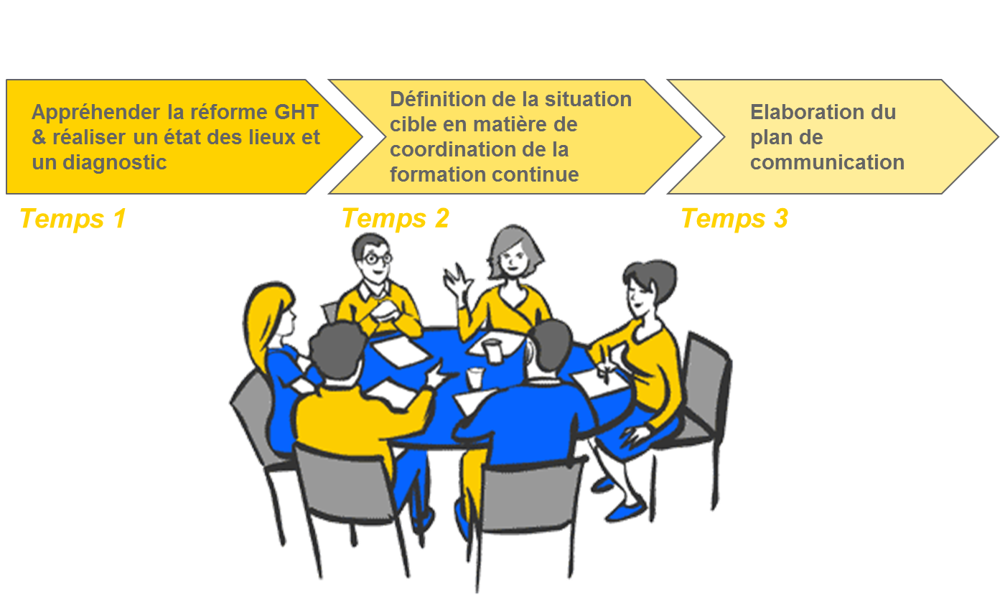 Appréhender la réforme GHT
& réaliser un état des lieux et
un diagnostic
Temps 1
Définition de la situation
cible en matière de
coordination de la
formation continue
Temps 2
Elaboration du
plan de
communication
Temps 3